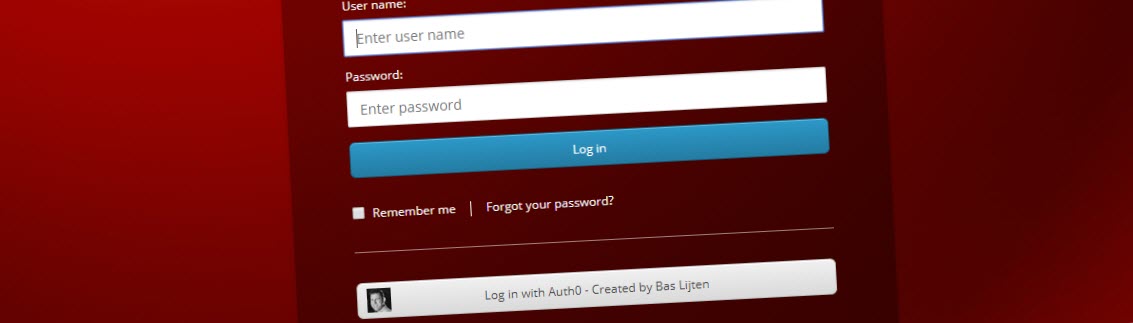 User name:
Enter user name
Password:
Enter password
Log in
Remember me | Forgot your password?
Log in with Auth0 - Created by Bas Lijten